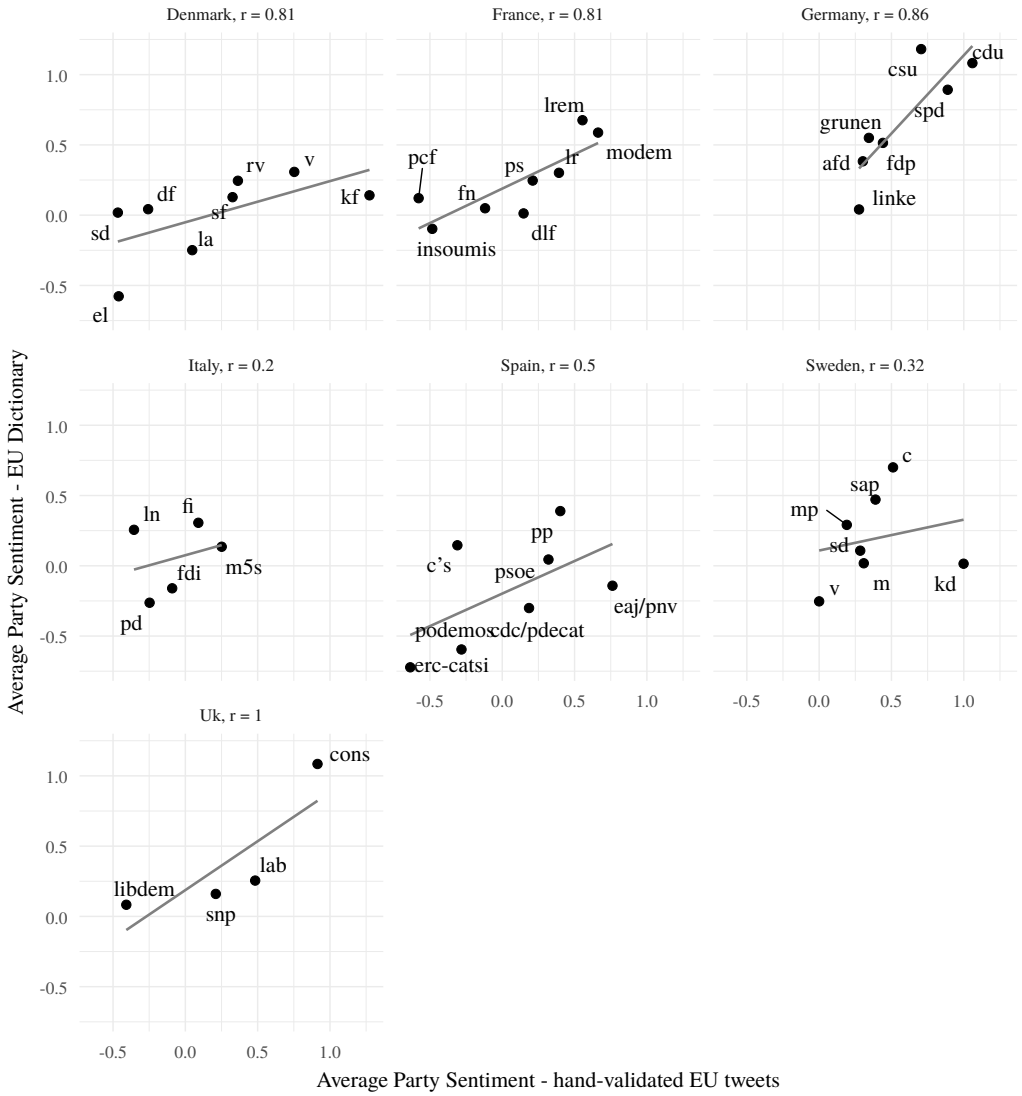 Denmark, r = 0.81
France, r = 0.81
Germany, r = 0.86
1.0
0.5
0.0
-0.5
sd
df
rv
v
sf
kf
la
el
pcf
fn
insoumis
ps
dlf
lr
lrem
modem
cdu
csu
spd
grunen
afd
fdp
linke
Average Party Sentiment - EU Dictionary
Italy, r = 0.2
Spain, r = 0.5
Sweden, r = 0.32
1.0
0.5
0.0
-0.5
ln
fi
m5s
fdi
pd
pp
c's
psoe
eaj/pnv
podemos
cdc/pdecat
erc-catsi
c
sap
mp
sd
m
kd
v
-0.5
0.0
0.5
1.0
0.0
0.5
1.0
Uk, r = 1
1.0
0.5
0.0
-0.5
cons
lab
libdem
snp
-0.5
0.0
0.5
1.0
Average Party Sentiment - hand-validated EU tweets